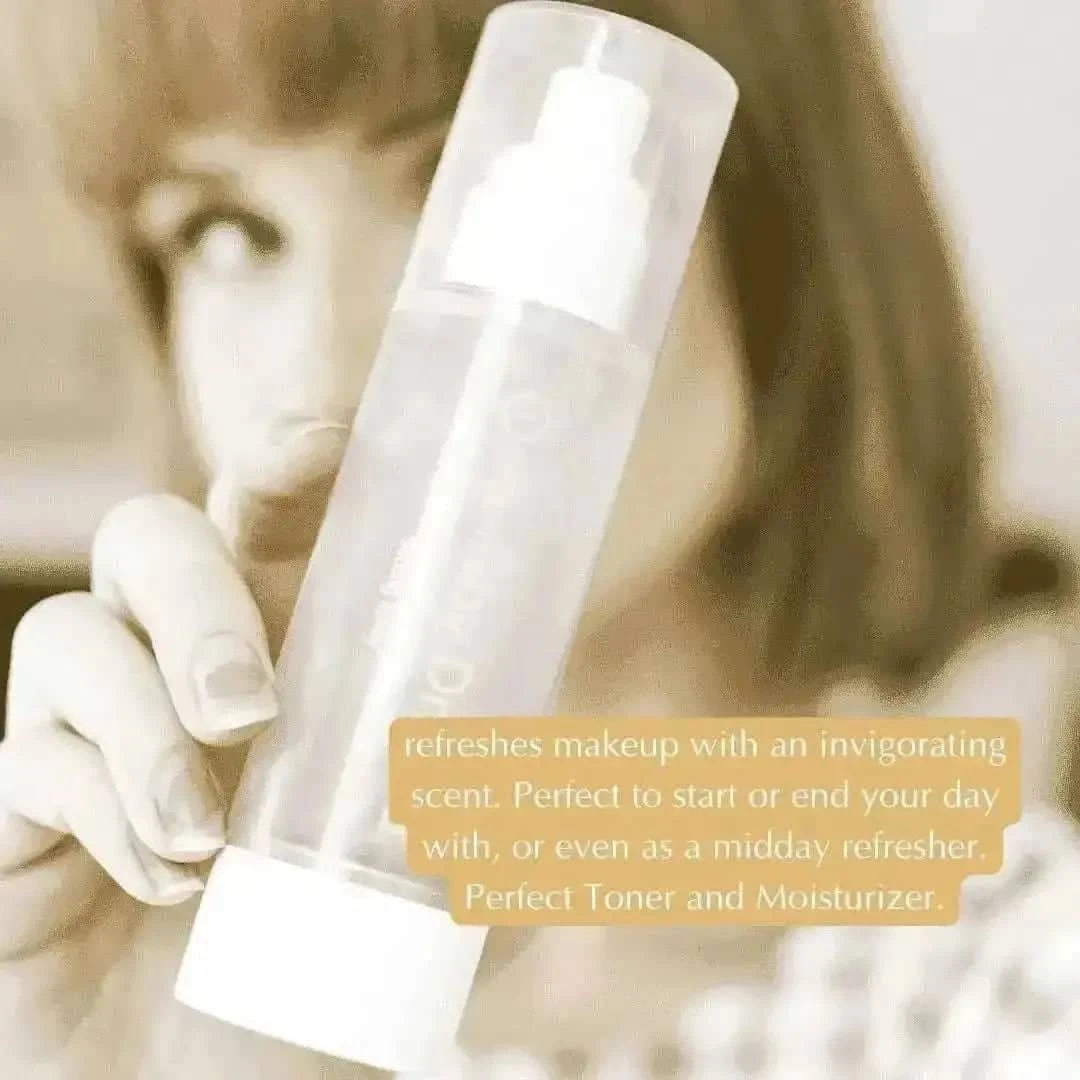 refreshes makeup with an invigorating
scent. Perfect to start or end your day
with, or even as a midday refresher.
Perfect Toner and Moisturizer.